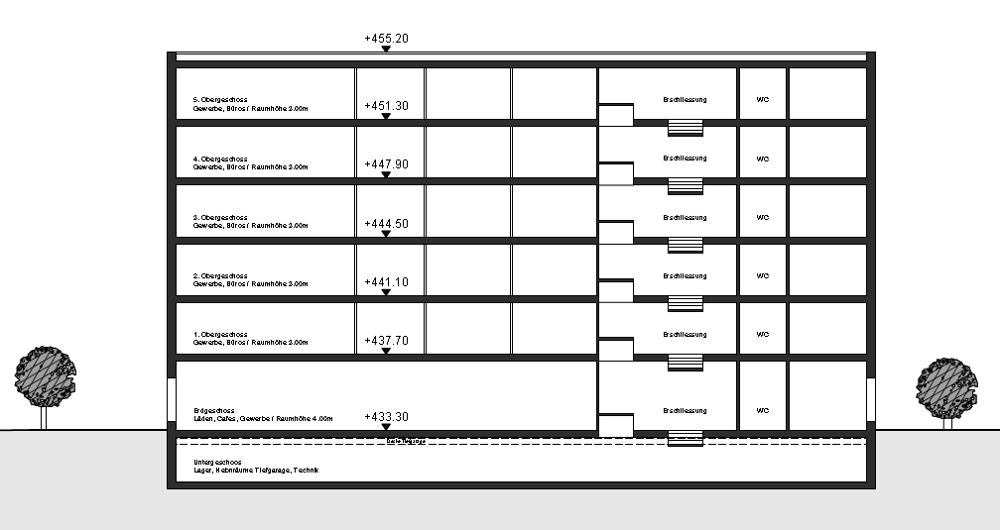 +455.20
5. Obergeschoss
Gewerbe, Büros / Raumhöhe 3.00m
+451.30
Erschliessung
WC
4. Obergeschoss
Gewerbe, Büros / Raumhöhe 3.00m
+447.90
Erschliessung
WC
3. Obergeschoss
Gewerbe, Büros / Raumhöhe 3.00m
+444.50
Erschliessung
WC
2. Obergeschoss
Gewerbe, Büros / Raumhöhe 3.00m
+441.10
Erschliessung
WC
1. Obergeschoss
Gewerbe, Büros / Raumhöhe 3.00m
+437.70
Erschliessung
WC
Erdgeschoss
Läden, Cafes, Gewerbe / Raumhöhe 4.00m
+433.30
Erschliessung
WC
Tiefgarage
Untergeschoos
Lager, Nebnräume Tiefgarage, Technik